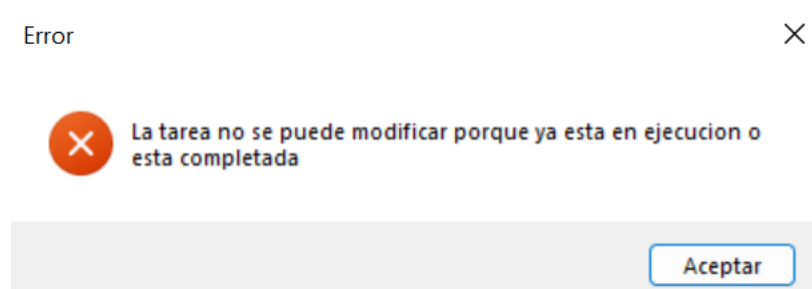 Error
La tarea no se puede modificar porque ya esta en ejecucion o
esta completada
Aceptar